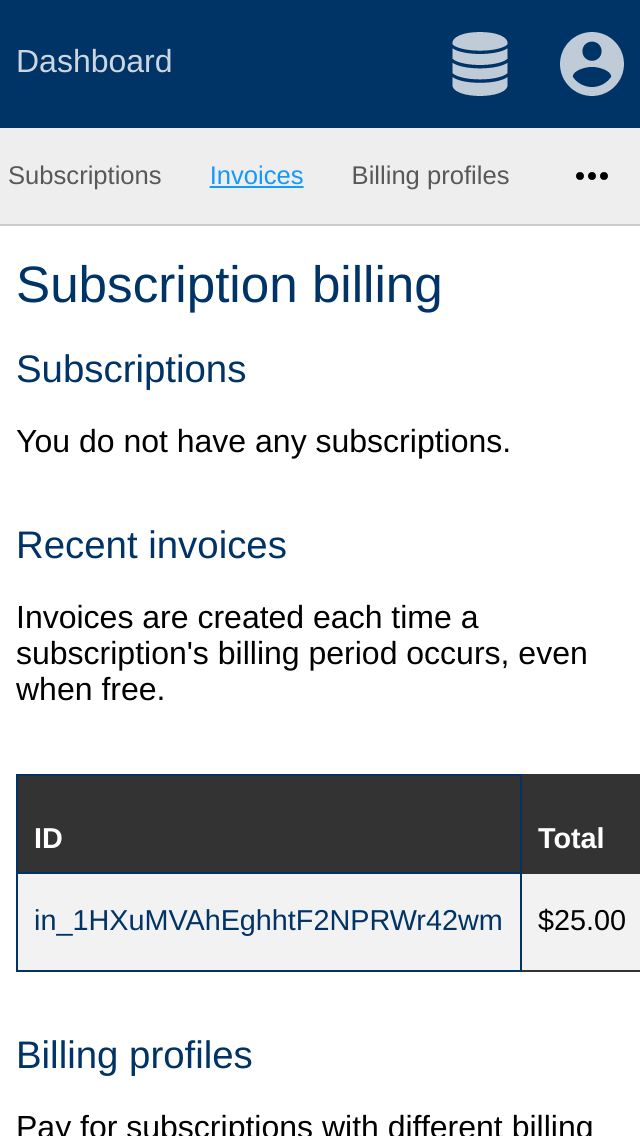 Dashboard
Subscriptions Invoices Billing profiles
Subscription billing
Subscriptions
You do not have any subscriptions.
Recent invoices
Invoices are created each time a
subscription's billing period occurs, even
when free.
ID Total
in_1HXuMVAhEghhtF2NPRWr42wm $25.00
Billing profiles
Pay for subscriptions with different billing